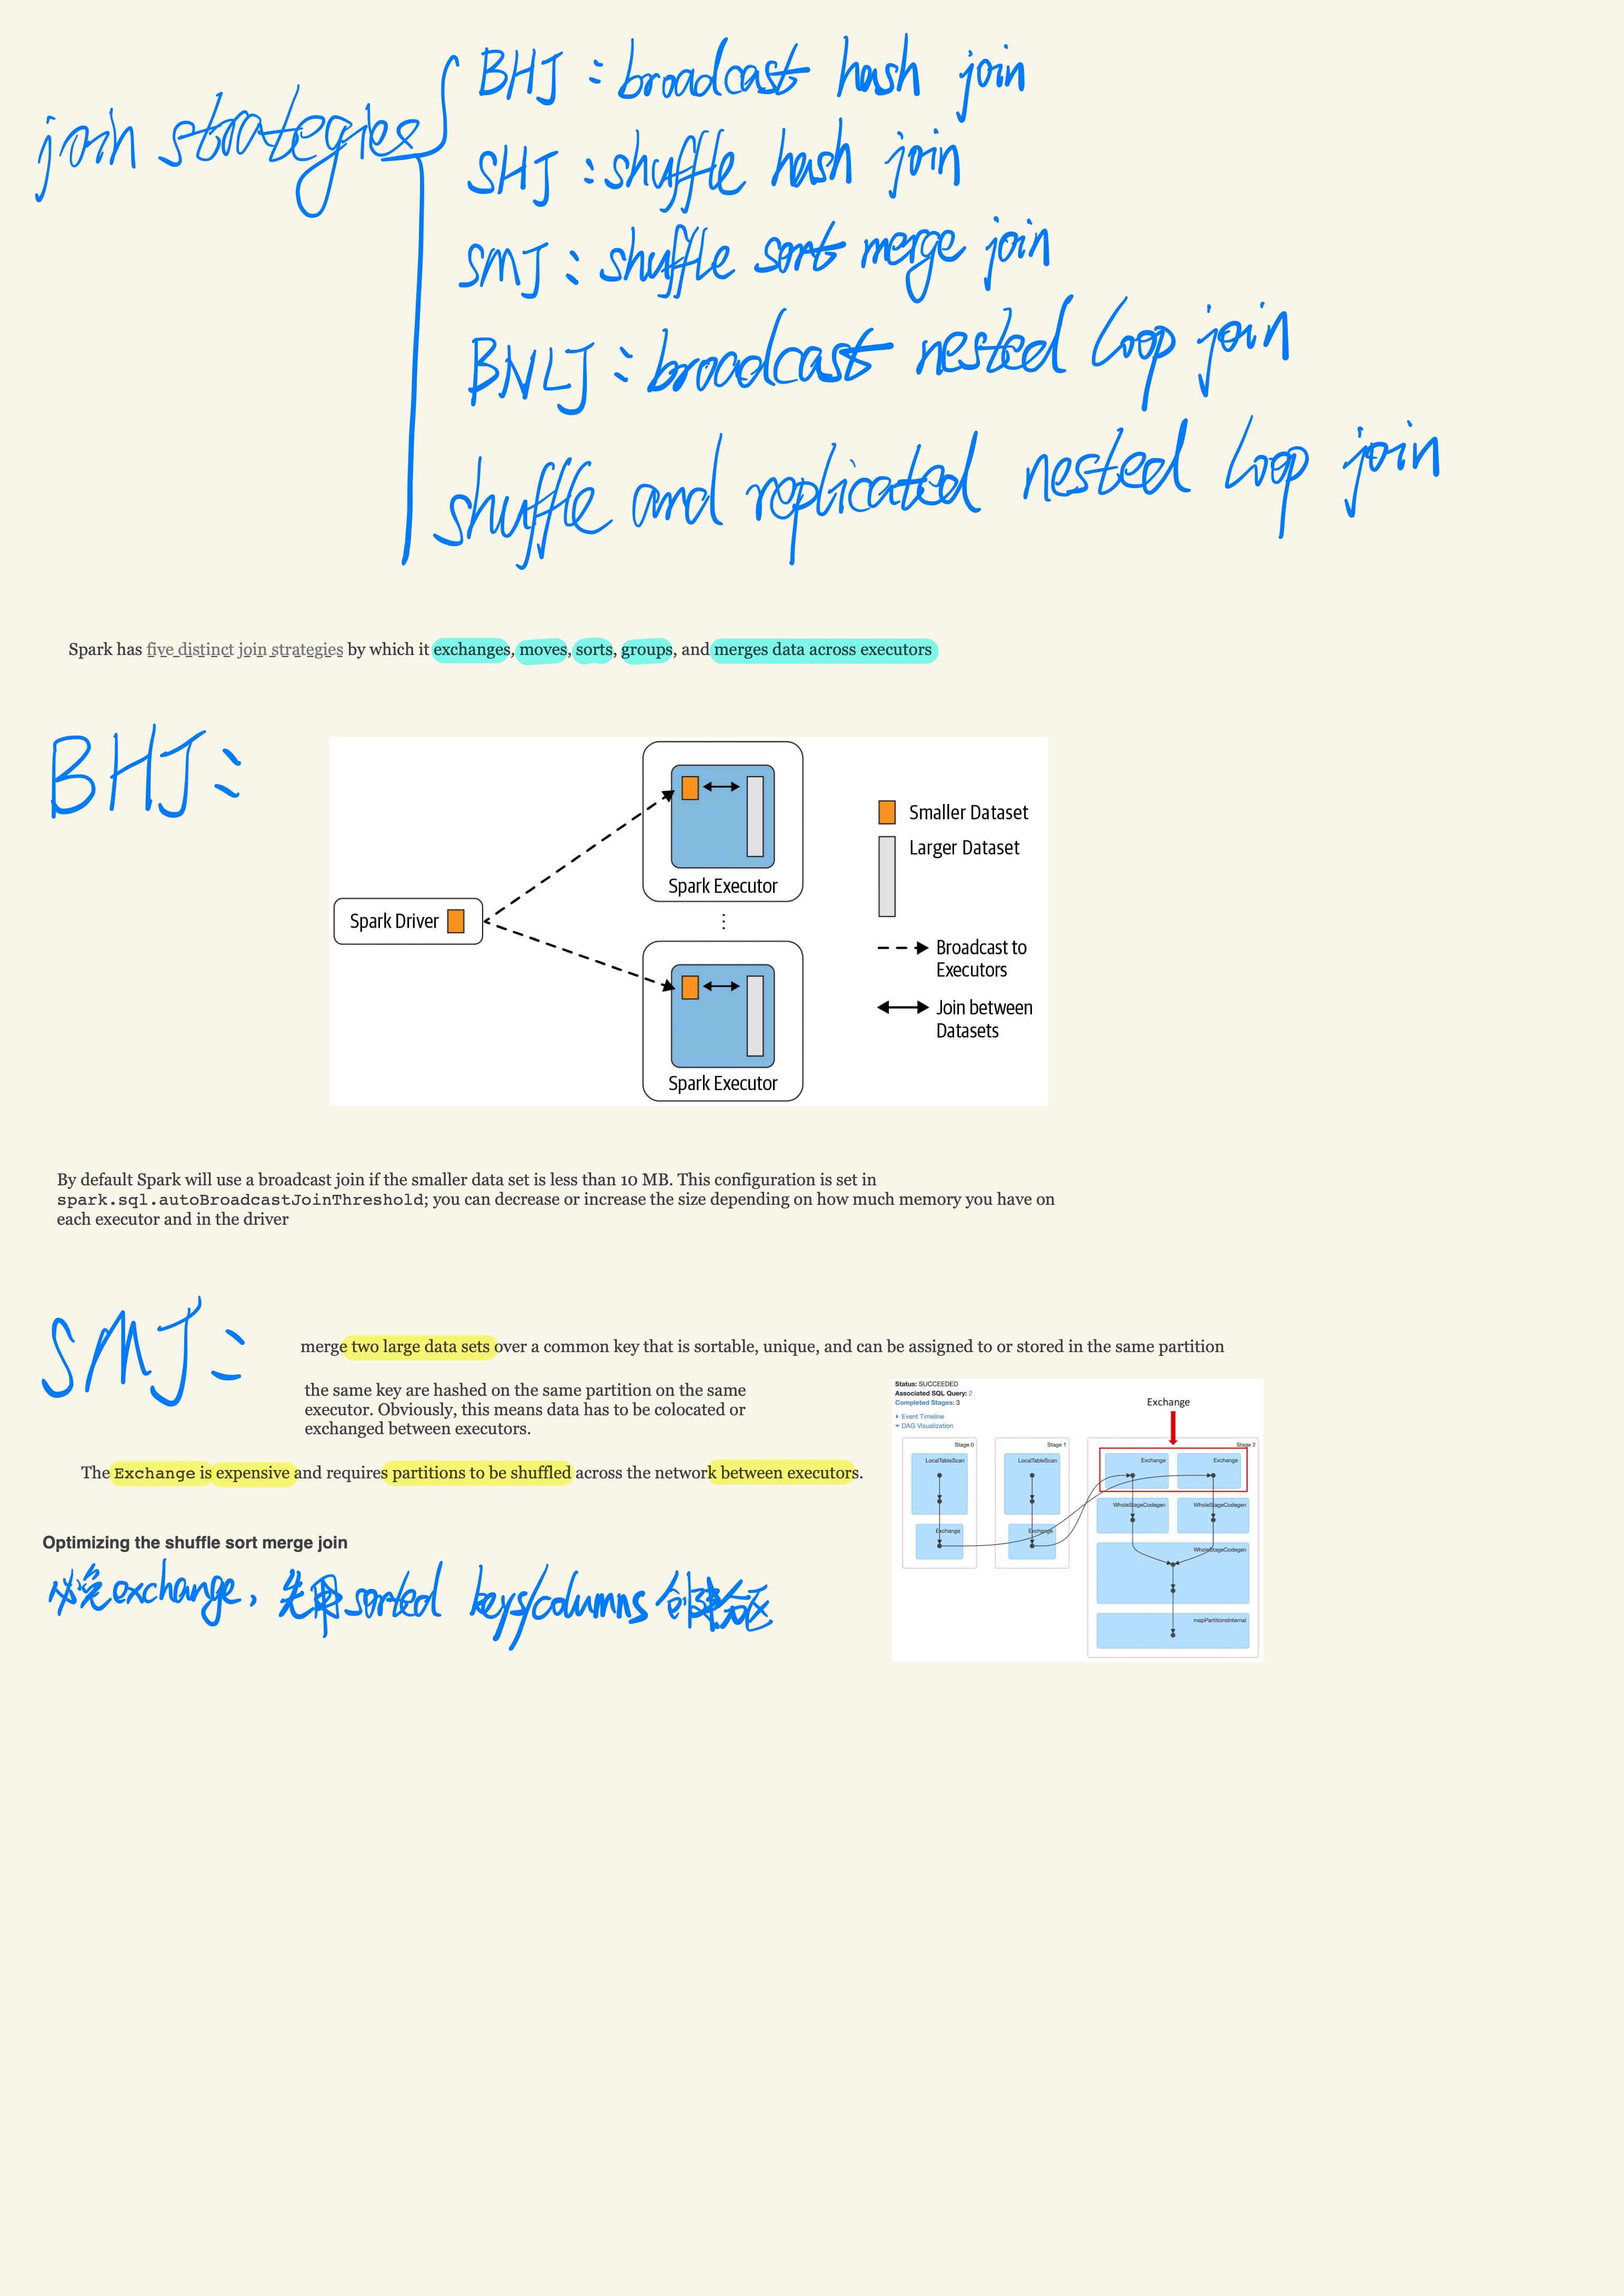 join strategies
BHJ : broadcast hash join
SHJ : shuffle hash join
SMJ : shuffle sort merge join
BNLJ : broadcast nested loop join
shuffle and replicated nested loop join
Spark has five distinct join strategies by which it exchanges, moves, sorts, groups, and merges data across executors
BHJ:
Spark Driver
Spark Executor
⋮
Spark Executor
Smaller Dataset
Larger Dataset
Broadcast to
Executors
Join between
Datasets
By default Spark will use a broadcast join if the smaller data set is less than 10 MB. This configuration is set in
spark.sql.autoBroadcastJoinThreshold; you can decrease or increase the size depending on how much memory you have on
each executor and in the driver
SMJ:
merge two large data sets over a common key that is sortable, unique, and can be assigned to or stored in the same partition
the same key are hashed on the same partition on the same
executor. Obviously, this means data has to be colocated or
exchanged between executors.
The Exchange is expensive and requires partitions to be shuffled across the network between executors.
Status: SUCCEEDED
Associated SQL Query: 2
Completed Stages: 3
Event Timeline
DAG Visualization
Exchange
Stage 0
LocalTableScan
Exchange
Stage 1
LocalTableScan
Exchange
Stage 2
Exchange
Exchange
WholeStageCodegen
WholeStageCodegen
WholeStageCodegen
mapPartitionsInternal
Optimizing the shuffle sort merge join
避免exchange, 先用sorted keys/columns 创建